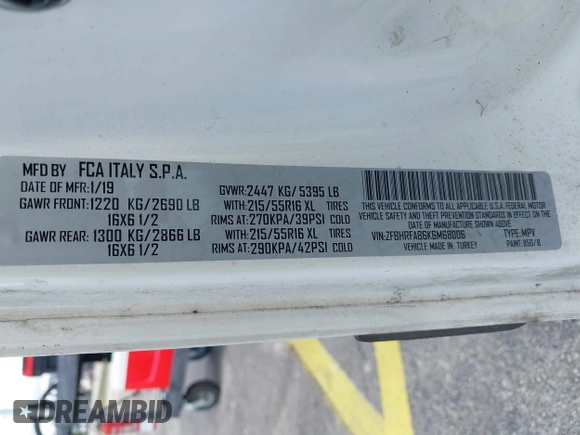 MFD BY FCA ITALY S.P.A.
DATE OF MFR:1/19
GAWR FRONT:1220 KG/2690 LB
16X6 1/2
GAWR REAR: 1300 KG/2866 LB
16X6 1/2
GVWR:2447 KG/ 5395 LB
WITH:215/55R16 XL TIRES
RIMS AT:270KPA/39PSI COLD
WITH:215/55R16 XL TIRES
RIMS AT:290KPA/42PSI COLD
THIS VEHICLE CONFORMS TO ALL APPLICABLE U.S.A. FEDERAL MOTOR
VEHICLE SAFETY AND THEFT PREVENTION STANDARDS IN EFFECT ON THE
DATE OF MANUFACTURE SHOWN ABOVE.
VIN:ZFBHRFAB6K6M68006 TYPE:MPV
VEHICLE MADE IN: TURKEY PAINT: 850/B
DREAMBID